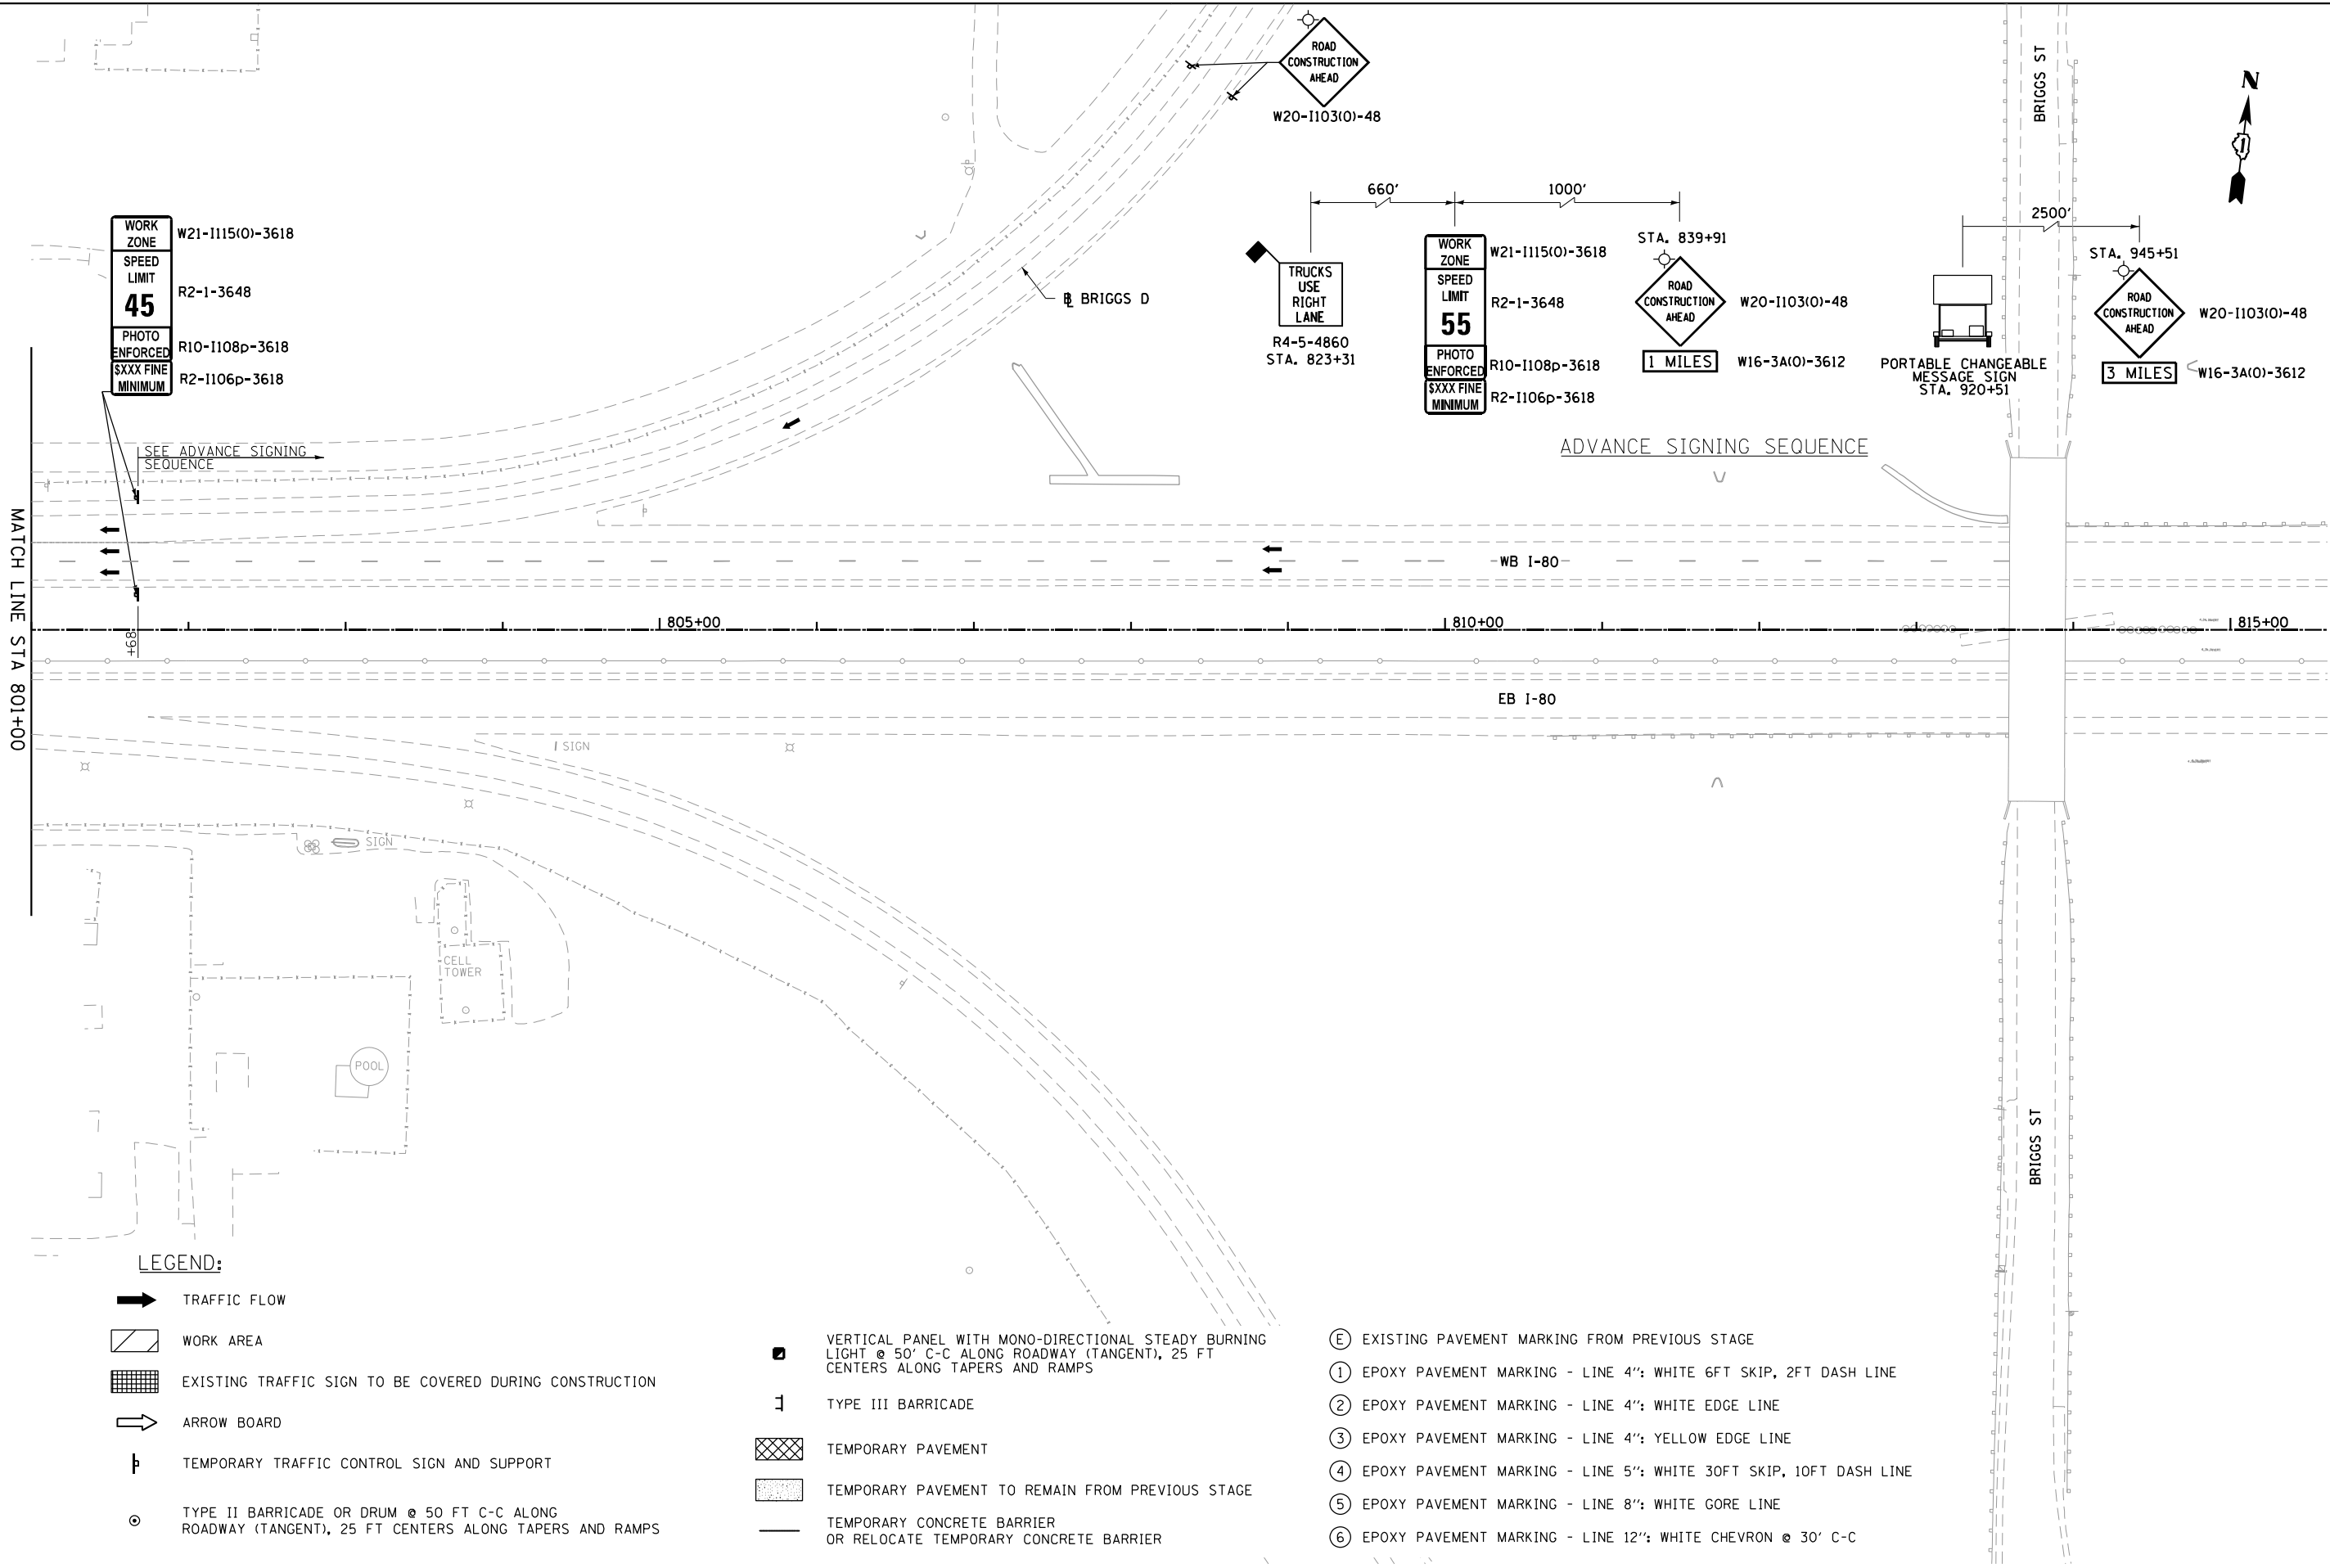 ROAD
CONSTRUCTION
AHEAD
W20-I103(0)-48
BRIGGS ST
N
1
WORK
ZONE
W21-I115(0)-3618
SPEED
LIMIT
45
R2-1-3648
PHOTO
ENFORCED
R10-I108p-3618
$XXX FINE
MINIMUM
R2-I106p-3618
SEE ADVANCE SIGNING
SEQUENCE
BRIGGS D
660'
1000'
TRUCKS
USE
RIGHT
LANE
R4-5-4860
STA. 823+31
WORK
ZONE
W21-I115(0)-3618
SPEED
LIMIT
55
R2-1-3648
PHOTO
ENFORCED
R10-I108p-3618
$XXX FINE
MINIMUM
R2-I106p-3618
STA. 839+91
ROAD
CONSTRUCTION
AHEAD
W20-I103(0)-48
1 MILES
W16-3A(0)-3612
2500'
PORTABLE CHANGEABLE
MESSAGE SIGN
STA. 920+51
STA. 945+51
ROAD
CONSTRUCTION
AHEAD
W20-I103(0)-48
3 MILES
W16-3A(0)-3612
ADVANCE SIGNING SEQUENCE
MATCH LINE STA 801+00
WB I-80
+68
805+00
810+00
815+00
EB I-80
SIGN
SIGN
CELL
TOWER
POOL
BRIGGS ST
LEGEND:
TRAFFIC FLOW
WORK AREA
EXISTING TRAFFIC SIGN TO BE COVERED DURING CONSTRUCTION
ARROW BOARD
TEMPORARY TRAFFIC CONTROL SIGN AND SUPPORT
TYPE II BARRICADE OR DRUM @ 50 FT C-C ALONG
ROADWAY (TANGENT), 25 FT CENTERS ALONG TAPERS AND RAMPS
VERTICAL PANEL WITH MONO-DIRECTIONAL STEADY BURNING
LIGHT @ 50' C-C ALONG ROADWAY (TANGENT), 25 FT
CENTERS ALONG TAPERS AND RAMPS
TYPE III BARRICADE
TEMPORARY PAVEMENT
TEMPORARY PAVEMENT TO REMAIN FROM PREVIOUS STAGE
TEMPORARY CONCRETE BARRIER
OR RELOCATE TEMPORARY CONCRETE BARRIER
E EXISTING PAVEMENT MARKING FROM PREVIOUS STAGE
1 EPOXY PAVEMENT MARKING - LINE 4": WHITE 6FT SKIP, 2FT DASH LINE
2 EPOXY PAVEMENT MARKING - LINE 4": WHITE EDGE LINE
3 EPOXY PAVEMENT MARKING - LINE 4": YELLOW EDGE LINE
4 EPOXY PAVEMENT MARKING - LINE 5": WHITE 30FT SKIP, 10FT DASH LINE
5 EPOXY PAVEMENT MARKING - LINE 8": WHITE GORE LINE
6 EPOXY PAVEMENT MARKING - LINE 12": WHITE CHEVRON @ 30' C-C